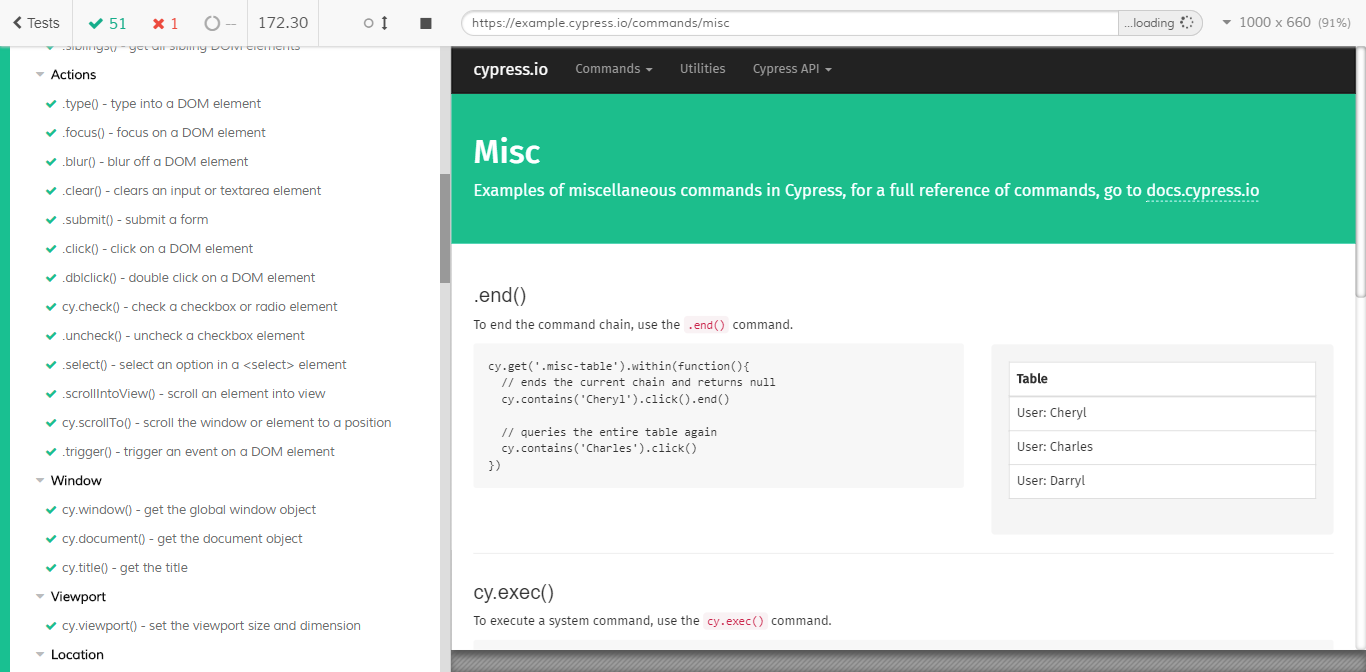 Tests 51 1 -- 172.30 https://example.cypress.io/commands/misc ...loading 1000 x 660 (91%)
.siblings() - get all sibling DOM elements
Actions
.type() - type into a DOM element
.focus() - focus on a DOM element
.blur() - blur off a DOM element
.clear() - clears an input or textarea element
.submit() - submit a form
.click() - click on a DOM element
.dblclick() - double click on a DOM element
cy.check() - check a checkbox or radio element
.uncheck() - uncheck a checkbox element
.select() - select an option in a <select> element
.scrollIntoView() - scroll an element into view
cy.scrollTo() - scroll the window or element to a position
.trigger() - trigger an event on a DOM element
Window
cy.window() - get the global window object
cy.document() - get the document object
cy.title() - get the title
Viewport
cy.viewport() - set the viewport size and dimension
Location
cypress.io Commands Utilities Cypress API
Misc
Examples of miscellaneous commands in Cypress, for a full reference of commands, go to docs.cypress.io
.end()
To end the command chain, use the .end() command.
cy.get('.misc-table').within(function(){
// ends the current chain and returns null
cy.contains('Cheryl').click().end()
// queries the entire table again
cy.contains('Charles').click()
})
Table
User: Cheryl
User: Charles
User: Darryl
cy.exec()
To execute a system command, use the cy.exec() command.